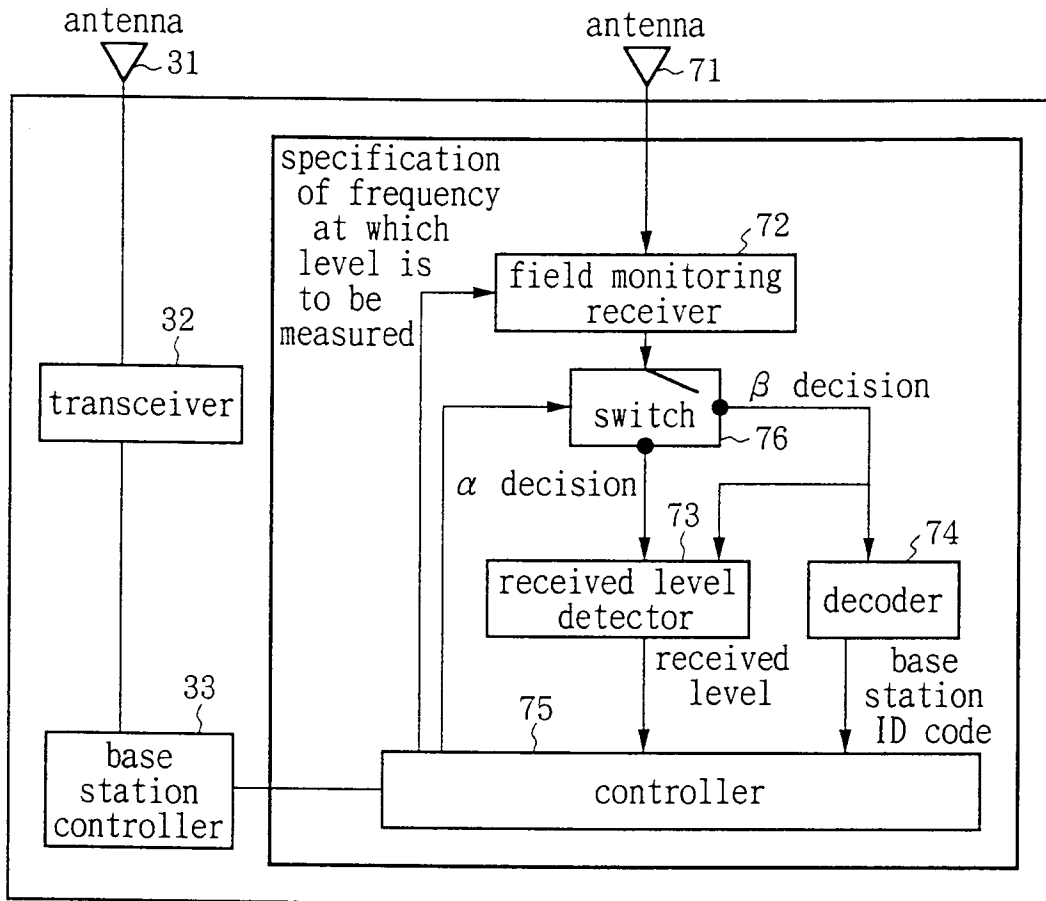 antenna
31
antenna
71
specification
of frequency
at which
level is
to be
measured
72
field monitoring
receiver
32
transceiver
switch
β decision
76
α decision
73
74
received level
detector
decoder
received
level
base
station
ID code
33
75
base
station
controller
controller